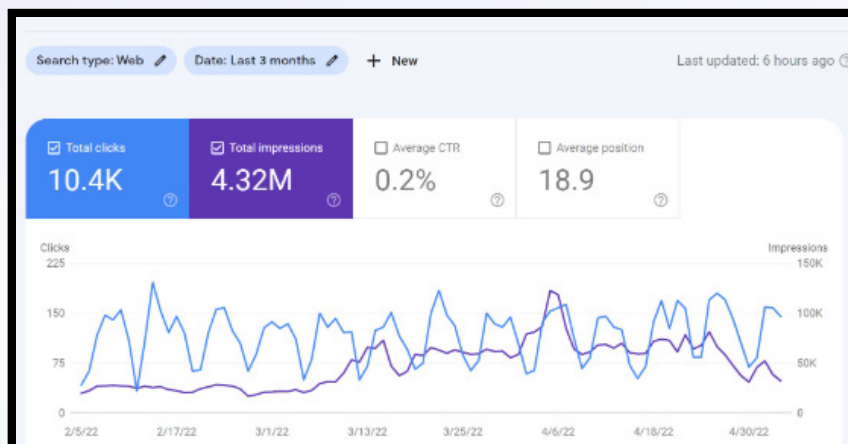 Search type: Web Date: Last 3 months + New Last updated: 6 hours ago
Total clicks Total impressions Average CTR Average position
10.4K 4.32M 0.2% 18.9
Clicks Impressions
225 150K
150 100K
75 50K
0 0
2/5/22 2/17/22 3/1/22 3/13/22 3/25/22 4/6/22 4/18/22 4/30/22